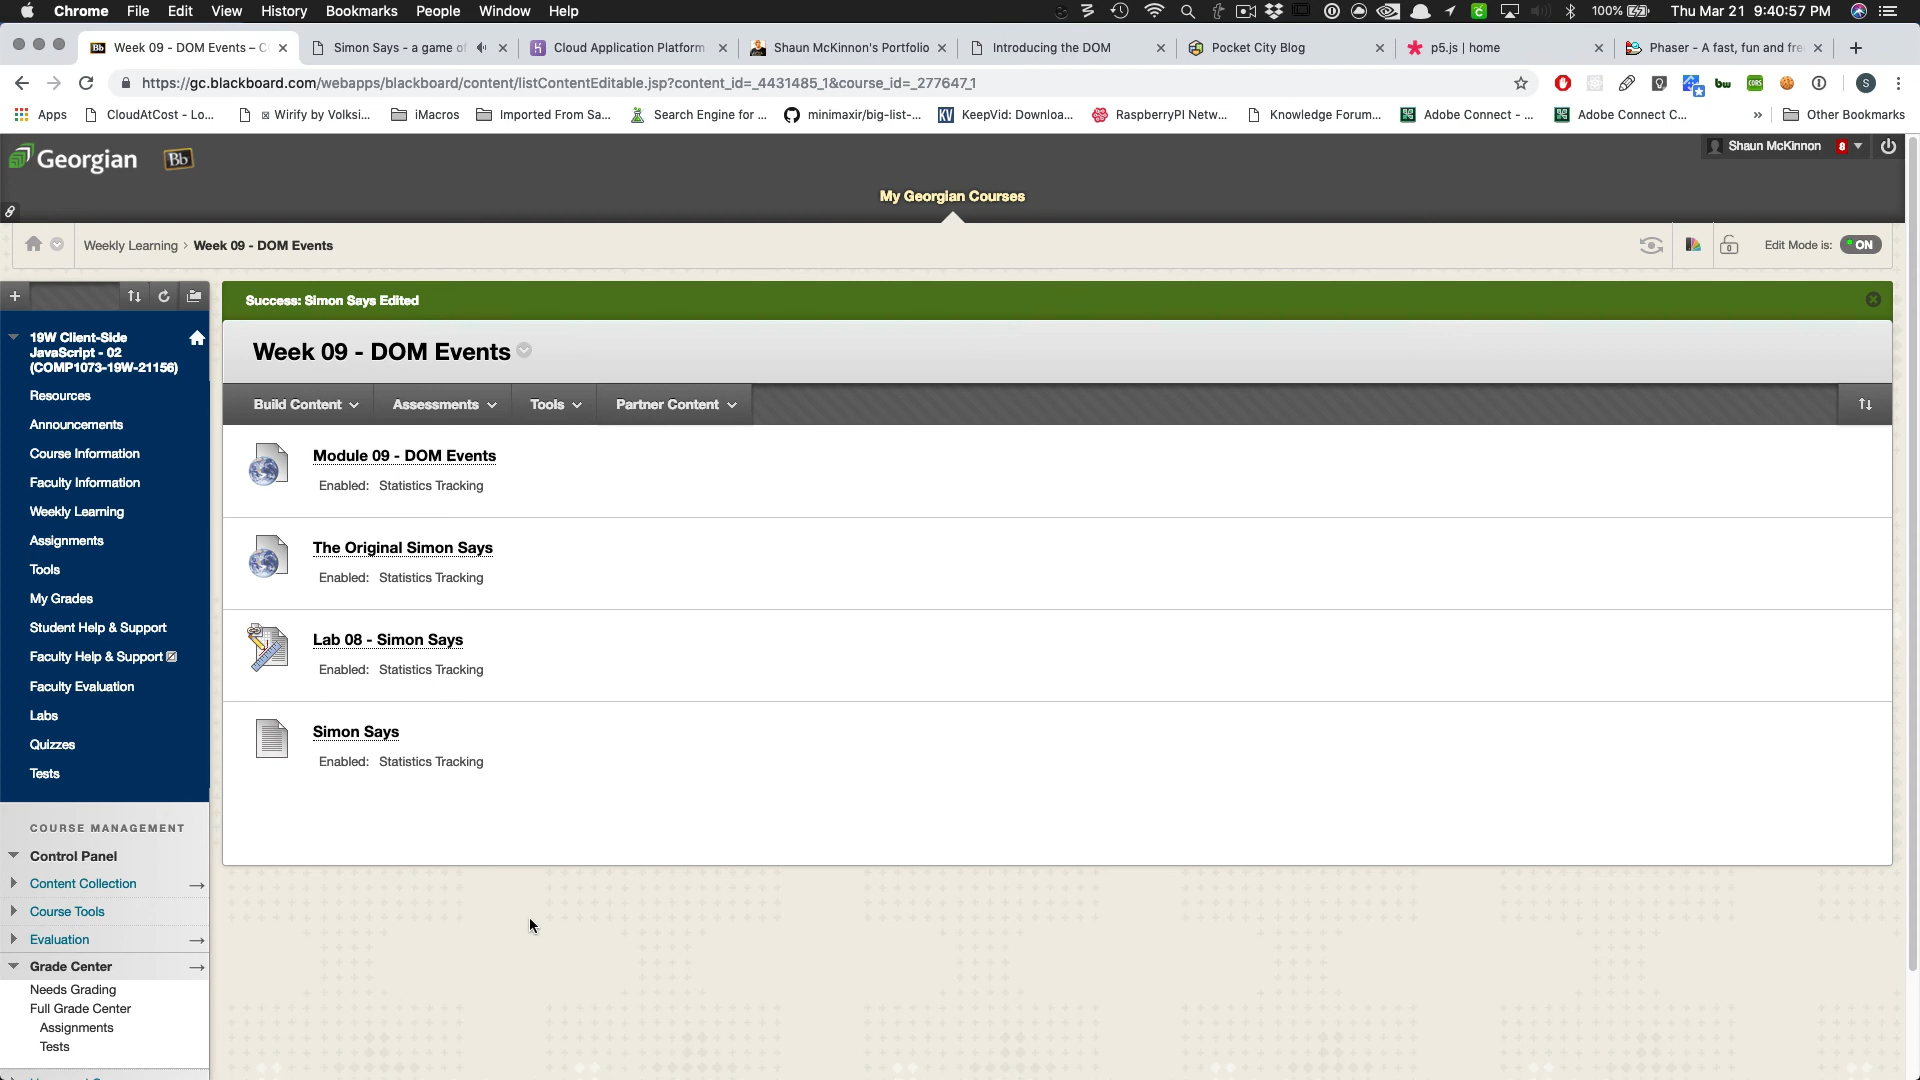 Chrome File Edit View History Bookmarks People Window Help 100% Thu Mar 21 9:40:57 PM
Week 09 - DOM Events – C
Simon Says - a game of
Cloud Application Platform
Shaun McKinnon's Portfolio
Introducing the DOM
Pocket City Blog
p5.js | home
Phaser - A fast, fun and fre
https://gc.blackboard.com/webapps/blackboard/content/listContentEditable.jsp?content_id=_4431485_1&course_id=_277647_1
Apps CloudAtCost - Lo... Wirify by Volksi... iMacros Imported From Sa... Search Engine for ... minimaxir/big-list-... KeepVid: Downloa... RaspberryPI Netw... Knowledge Forum... Adobe Connect - ... Adobe Connect C... » Other Bookmarks
Georgian Bb
Shaun McKinnon 8
My Georgian Courses
Weekly Learning › Week 09 - DOM Events
Edit Mode is: ON
Success: Simon Says Edited
Week 09 - DOM Events
Build Content Assessments Tools Partner Content
Module 09 - DOM Events
Enabled: Statistics Tracking
The Original Simon Says
Enabled: Statistics Tracking
Lab 08 - Simon Says
Enabled: Statistics Tracking
Simon Says
Enabled: Statistics Tracking
19W Client-Side
JavaScript - 02
(COMP1073-19W-21156)
Resources
Announcements
Course Information
Faculty Information
Weekly Learning
Assignments
Tools
My Grades
Student Help & Support
Faculty Help & Support
Faculty Evaluation
Labs
Quizzes
Tests
COURSE MANAGEMENT
Control Panel
Content Collection
Course Tools
Evaluation
Grade Center
Needs Grading
Full Grade Center
Assignments
Tests